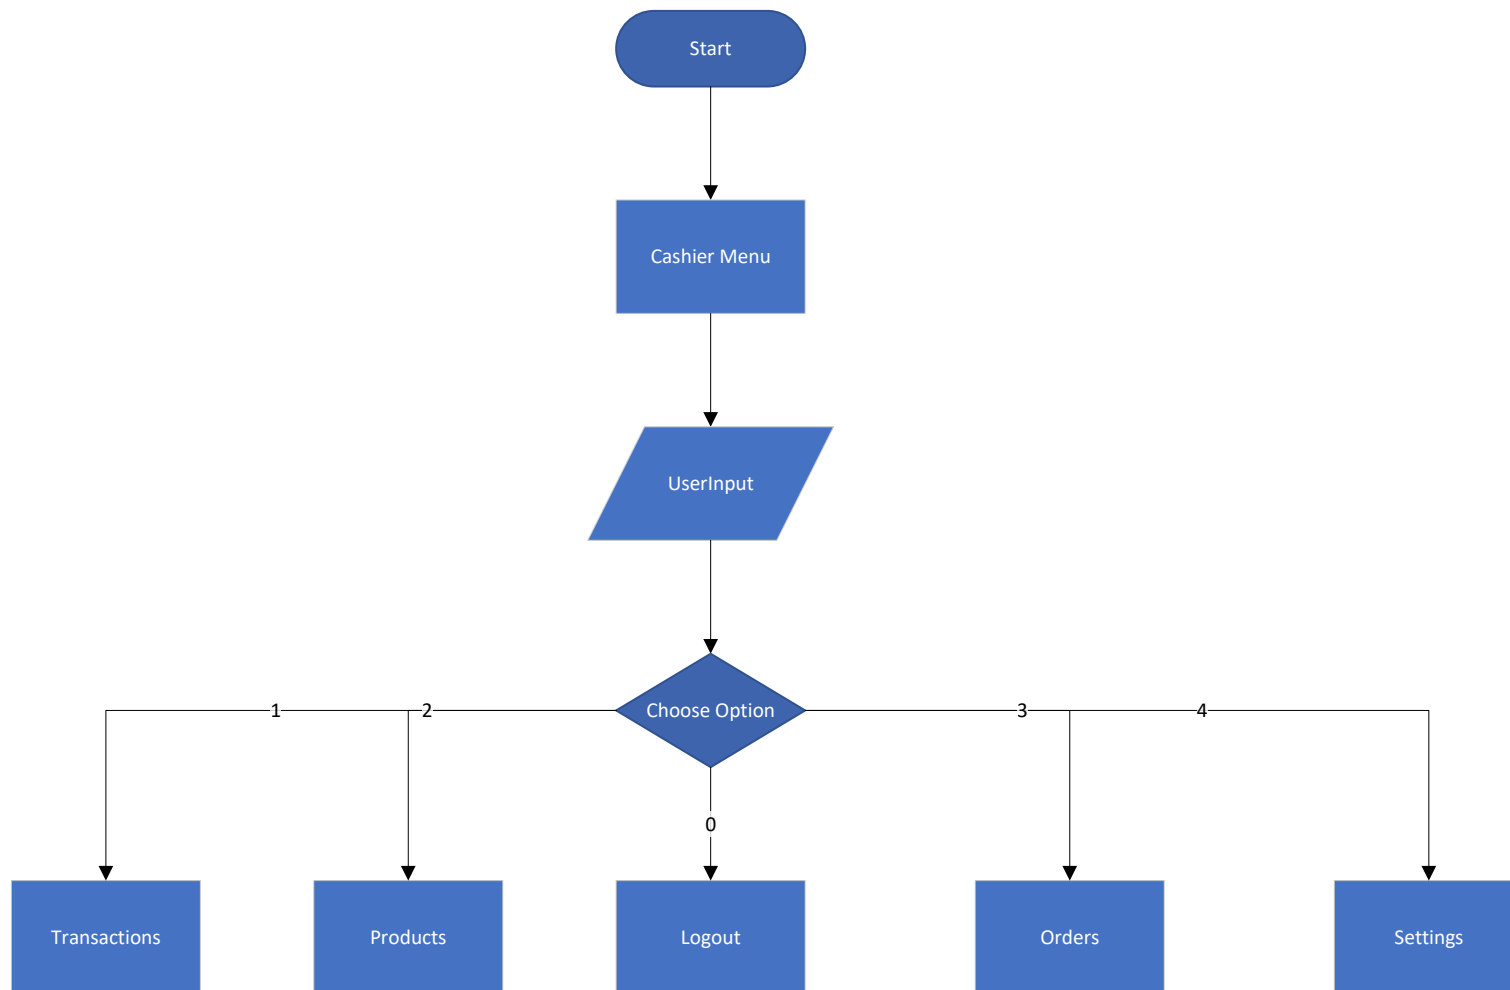 Start
Cashier Menu
UserInput
Choose Option
1
2
3
4
0
Transactions
Products
Logout
Orders
Settings